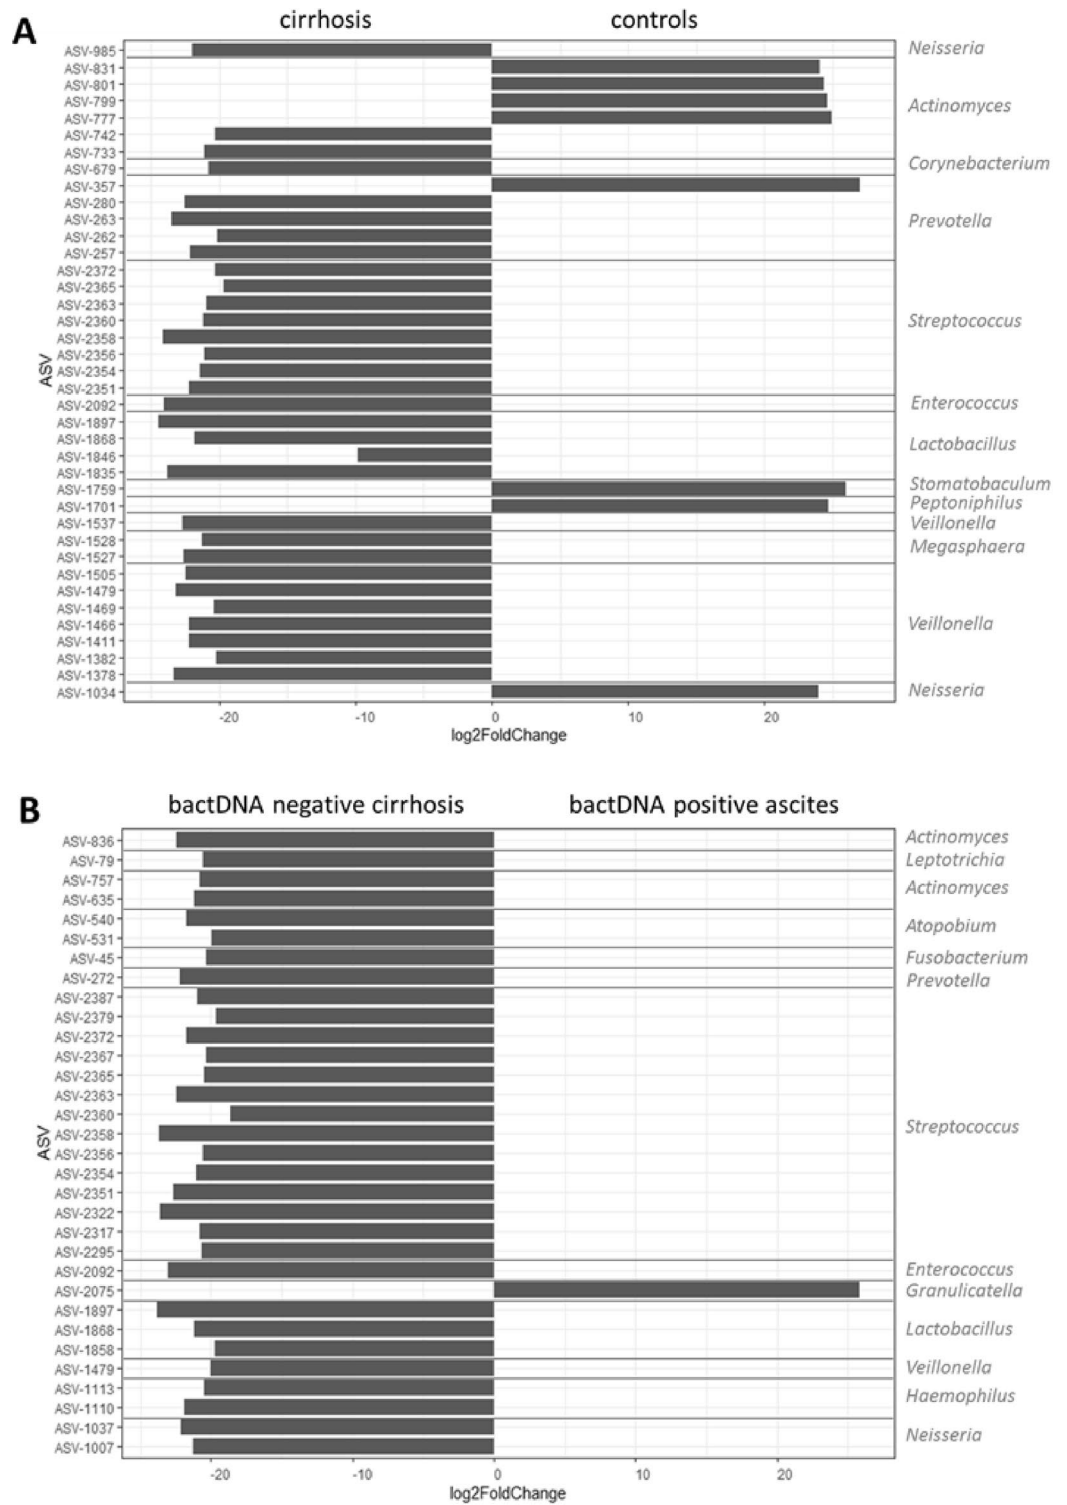 A
cirrhosis controls
ASV-985 Neisseria
ASV-831
ASV-801
ASV-799 Actinomyces
ASV-777
ASV-742
ASV-733
ASV-679 Corynebacterium
ASV-357
ASV-280
ASV-263 Prevotella
ASV-262
ASV-257
ASV-2372
ASV-2365
ASV-2363
ASV-2360 Streptococcus
ASV-2358
ASV-2356
ASV-2354
ASV
ASV-2351
ASV-2092 Enterococcus
ASV-1897
ASV-1868 Lactobacillus
ASV-1846
ASV-1835
ASV-1759 Stomatobaculum
ASV-1701 Peptoniphilus
ASV-1537 Veillonella
ASV-1528 Megasphaera
ASV-1527
ASV-1505
ASV-1479
ASV-1469
ASV-1466 Veillonella
ASV-1411
ASV-1382
ASV-1378
ASV-1034 Neisseria
-20 -10 0 10 20
log2FoldChange
B
bactDNA negative cirrhosis bactDNA positive ascites
ASV-836 Actinomyces
ASV-79 Leptotrichia
ASV-757 Actinomyces
ASV-635
ASV-540 Atopobium
ASV-531
ASV-45 Fusobacterium
ASV-272 Prevotella
ASV-2387
ASV-2379
ASV-2372
ASV-2367
ASV-2365
ASV-2363
ASV-2360
ASV-2358 Streptococcus
ASV
ASV-2356
ASV-2354
ASV-2351
ASV-2322
ASV-2317
ASV-2295
ASV-2092 Enterococcus
ASV-2075 Granulicatella
ASV-1897
ASV-1868 Lactobacillus
ASV-1858
ASV-1479 Veillonella
ASV-1113 Haemophilus
ASV-1110
ASV-1037 Neisseria
ASV-1007
-20 -10 0 10 20
log2FoldChange